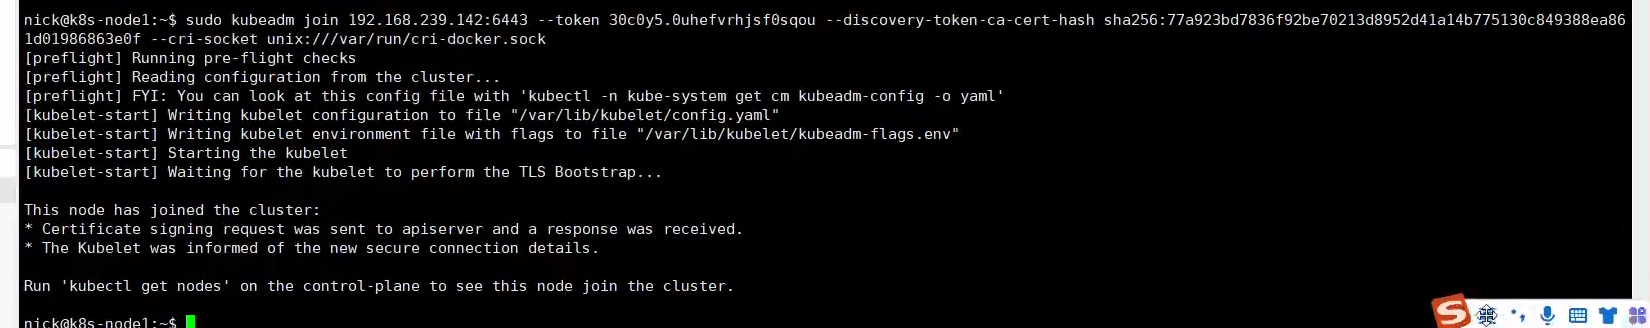 nick@k8s-node1:~$ sudo kubeadm join 192.168.239.142:6443 --token 30c0y5.0uhefvrhjsf0sqou --discovery-token-ca-cert-hash sha256:77a923bd7836f92be70213d8952d41a14b775130c849388ea86
1d01986863e0f --cri-socket unix:///var/run/cri-docker.sock
[preflight] Running pre-flight checks
[preflight] Reading configuration from the cluster...
[preflight] FYI: You can look at this config file with 'kubectl -n kube-system get cm kubeadm-config -o yaml'
[kubelet-start] Writing kubelet configuration to file "/var/lib/kubelet/config.yaml"
[kubelet-start] Writing kubelet environment file with flags to file "/var/lib/kubelet/kubeadm-flags.env"
[kubelet-start] Starting the kubelet
[kubelet-start] Waiting for the kubelet to perform the TLS Bootstrap...
This node has joined the cluster:
* Certificate signing request was sent to apiserver and a response was received.
* The Kubelet was informed of the new secure connection details.
Run 'kubectl get nodes' on the control-plane to see this node join the cluster.
nick@k8s-node1:~$